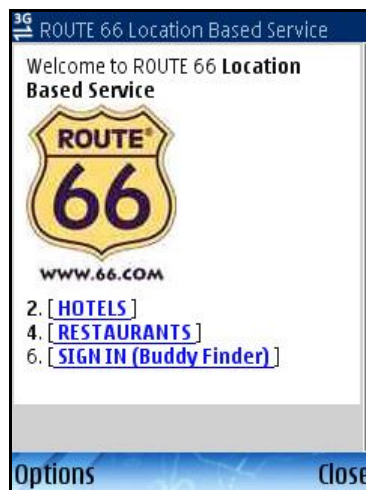 3G
ROUTE 66 Location Based Service
Welcome to ROUTE 66 Location
Based Service
ROUTE®
66
WWW.66.COM
2. [ HOTELS ]
4. [ RESTAURANTS ]
6. [ SIGN IN (Buddy Finder) ]
Options Close